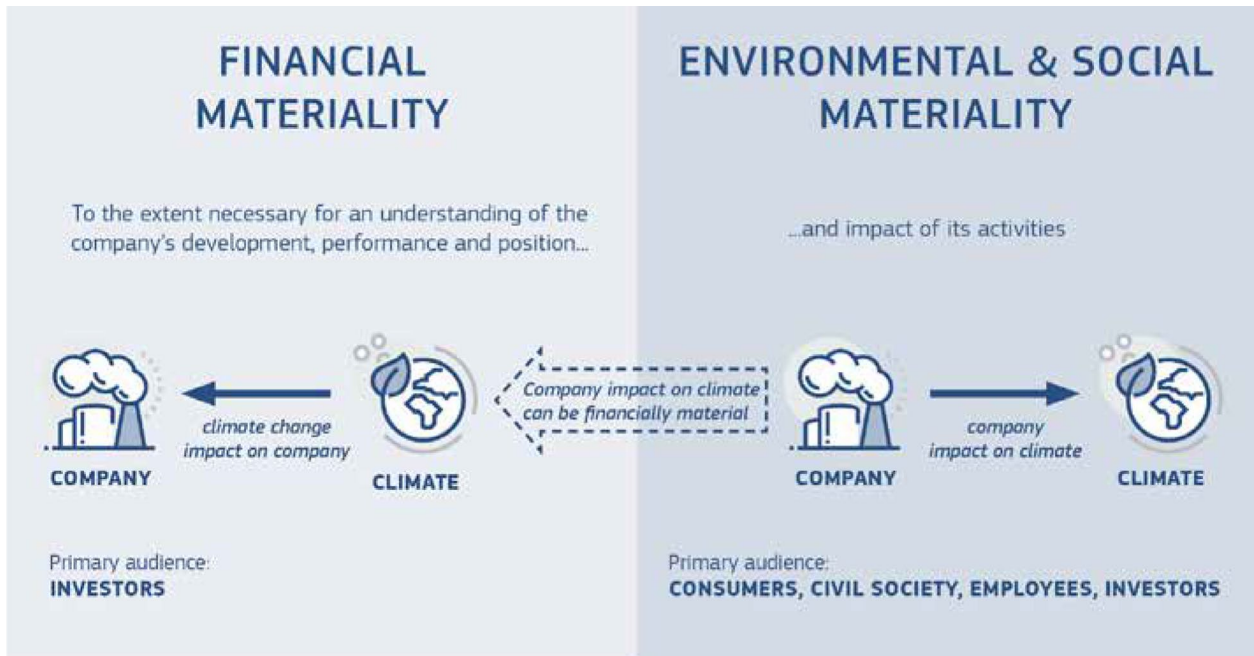 FINANCIAL
MATERIALITY
To the extent necessary for an understanding of the
company's development, performance and position...
climate change
impact on company
COMPANY
CLIMATE
Primary audience:
INVESTORS
Company impact on climate
can be financially material
ENVIRONMENTAL & SOCIAL
MATERIALITY
...and impact of its activities
company
impact on climate
COMPANY
CLIMATE
Primary audience:
CONSUMERS, CIVIL SOCIETY, EMPLOYEES, INVESTORS